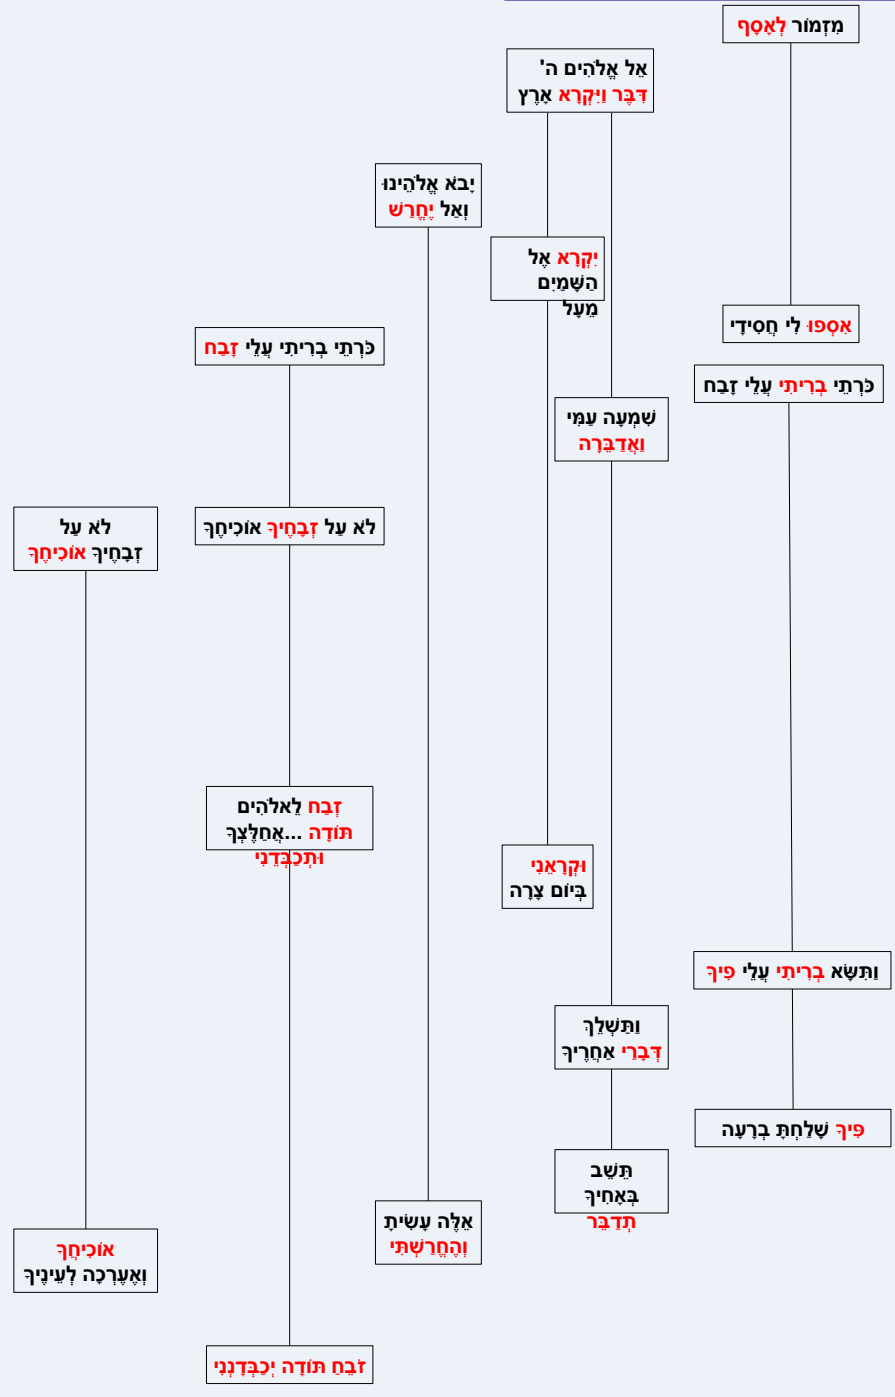 מִזְמוֹר לְאָסָף
אֵל אֱלֹהִים ה'
דִּבֶּר וַיִּקְרָא אָרֶץ
יָבֹא אֱלֹהֵינוּ
וְאַל יֶחֱרַשׁ
יִקְרָא אֶל
הַשָּׁמַיִם
מֵעָל
אִסְפוּ לִי חֲסִידָי
כֹּרְתֵי בְרִיתִי עֲלֵי זָבַח
כֹּרְתֵי בְרִיתִי עֲלֵי זָבַח
שִׁמְעָה עַמִּי
וַאֲדַבֵּרָה
לֹא עַל זְבָחֶיךָ אוֹכִיחֶךָ
לֹא עַל
זְבָחֶיךָ אוֹכִיחֶךָ
זְבַח לֵאלֹהִים
תּוֹדָה ...אֲחַלֶּצְךָ
וּתְכַבְּדֵנִי
וּקְרָאֵנִי
בְּיוֹם צָרָה
וַתִּשָּׂא בְרִיתִי עֲלֵי פִיךָ
וַתַּשְׁלֵךְ
דְּבָרַי אַחֲרֶיךָ
פִּיךָ שָׁלַחְתָּ בְרָעָה
תֵּשֵׁב
בְּאָחִיךָ
תְדַבֵּר
אֵלֶּה עָשִׂיתָ
וְהֶחֱרַשְׁתִּי
אוֹכִיחֲךָ
וְאֶעֶרְכָה לְעֵינֶיךָ
זֹבֵחַ תּוֹדָה יְכַבְּדָנְנִי